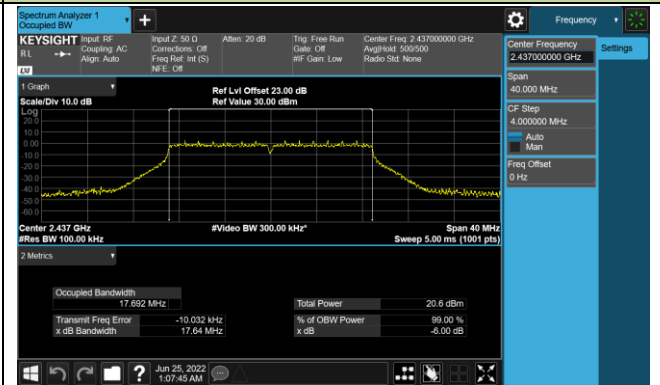 Spectrum Analyzer 1
Occupied BW
Frequency
KEYSIGHT
RL
LXI
Input: RF
Coupling: AC
Align: Auto
Input Z: 50 Ω
Corrections: Off
Freq Ref: Int (S)
NFE: Off
Atten: 20 dB
Trig: Free Run
Gate: Off
#IF Gain: Low
Center Freq: 2.437000000 GHz
Avg|Hold: 500/500
Radio Std: None
Center Frequency
2.437000000 GHz
Settings
Span
40.000 MHz
CF Step
4.000000 MHz
Auto
Man
Freq Offset
0 Hz
1 Graph
Scale/Div 10.0 dB
Ref Lvl Offset 23.00 dB
Ref Value 30.00 dBm
Log
20.0
10.0
0.00
-10.0
-20.0
-30.0
-40.0
-50.0
-60.0
Center 2.437 GHz
#Video BW 300.00 kHz*
Span 40 MHz
#Res BW 100.00 kHz
Sweep 5.00 ms (1001 pts)
2 Metrics
Occupied Bandwidth
17.692 MHz
Total Power
20.6 dBm
Transmit Freq Error
-10.032 kHz
% of OBW Power
99.00 %
x dB Bandwidth
17.64 MHz
x dB
-6.00 dB
?
Jun 25, 2022
1:07:45 AM